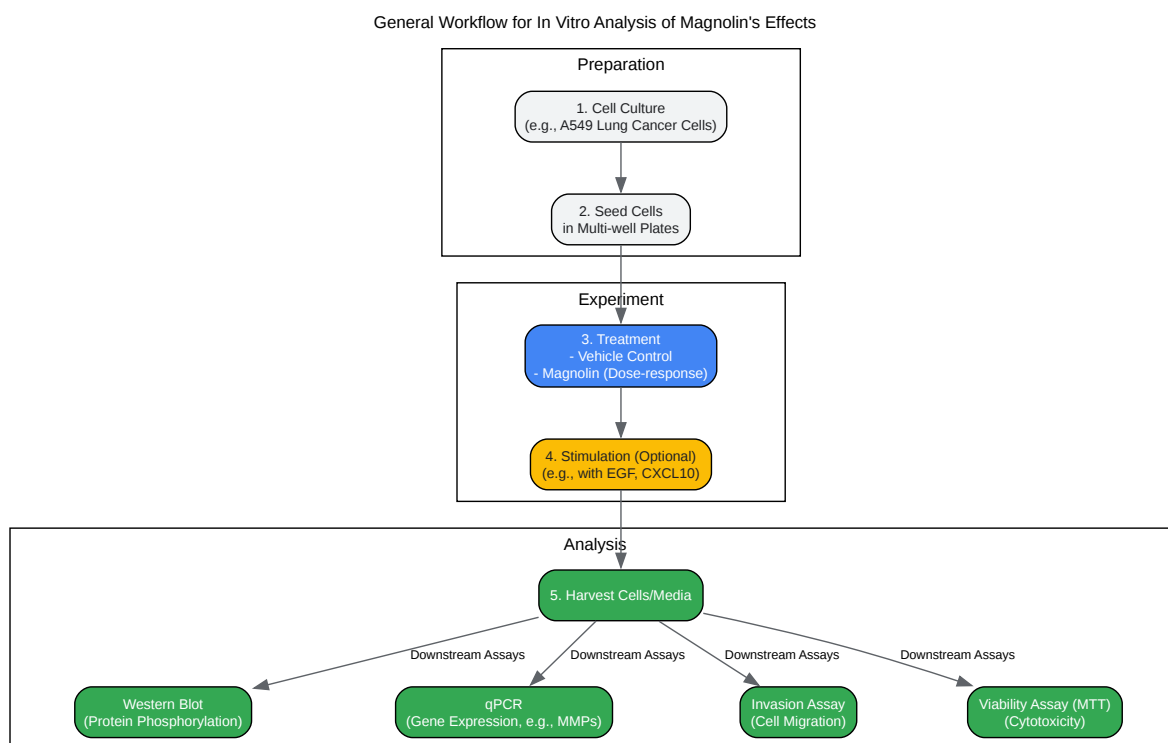 General Workflow for In Vitro Analysis of Magnolin's Effects
Preparation
1. Cell Culture
(e.g., A549 Lung Cancer Cells)
2. Seed Cells
in Multi-well Plates
Experiment
3. Treatment
- Vehicle Control
- Magnolin (Dose-response)
4. Stimulation (Optional)
(e.g., with EGF, CXCL10)
Analysis
5. Harvest Cells/Media
Downstream Assays
Downstream Assays
Downstream Assays
Downstream Assays
Western Blot
(Protein Phosphorylation)
qPCR
(Gene Expression, e.g., MMPs)
Invasion Assay
(Cell Migration)
Viability Assay (MTT)
(Cytotoxicity)